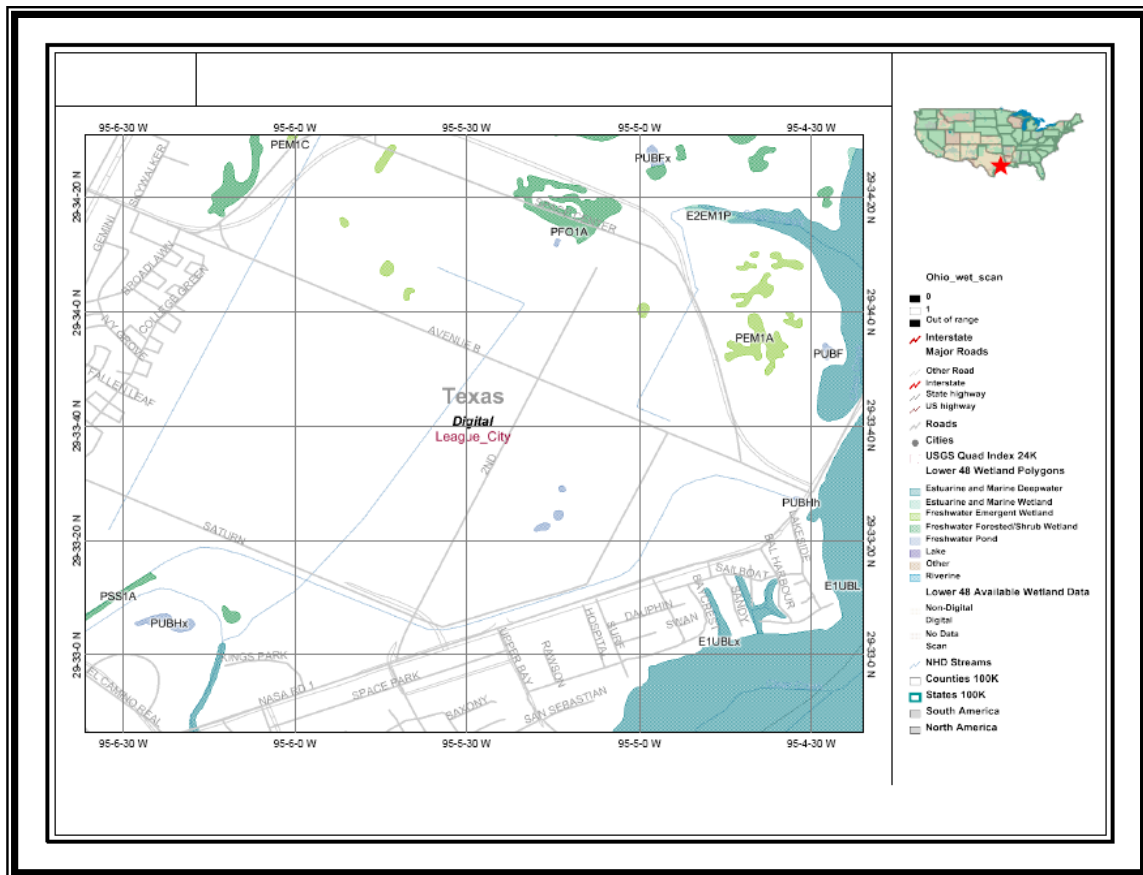 95-6-30 W
95-6-0 W
95-5-30 W
95-5-0 W
95-4-30 W
PEM1C
PUBFx
SKYWALKER
GEMINI
29-34-20 N
29-34-20 N
E2EM1P
PFO1A
BROADLAWN
COLLEGE GREEN
IVY GROVE
FALLEN LEAF
29-34-0 N
29-34-0 N
AVENUE B
PEM1A
PUBF
Texas
Digital
League_City
29-33-40 N
29-33-40 N
2ND
PUBHh
SATURN
29-33-20 N
29-33-20 N
LAKESIDE
BAL HARBOUR
SAILBOAT
SANDY
BAYCREST
E1UBL
PSS1A
PUBHx
DAUPHIN
SWAN
SURF
HOSPITAL
E1UBLx
29-33-0 N
29-33-0 N
KINGS PARK
UPPER BAY
RAWSON
EL CAMINO REAL
NASA RD 1
SPACE PARK
SAXONY
SAN SEBASTIAN
95-6-30 W
95-6-0 W
95-5-30 W
95-5-0 W
95-4-30 W
Ohio_wet_scan
0
1
Out of range
Interstate
Major Roads
Other Road
Interstate
State highway
US highway
Roads
Cities
USGS Quad Index 24K
Lower 48 Wetland Polygons
Estuarine and Marine Deepwater
Estuarine and Marine Wetland
Freshwater Emergent Wetland
Freshwater Forested/Shrub Wetland
Freshwater Pond
Lake
Other
Riverine
Lower 48 Available Wetland Data
Non-Digital
Digital
No Data
Scan
NHD Streams
Counties 100K
States 100K
South America
North America